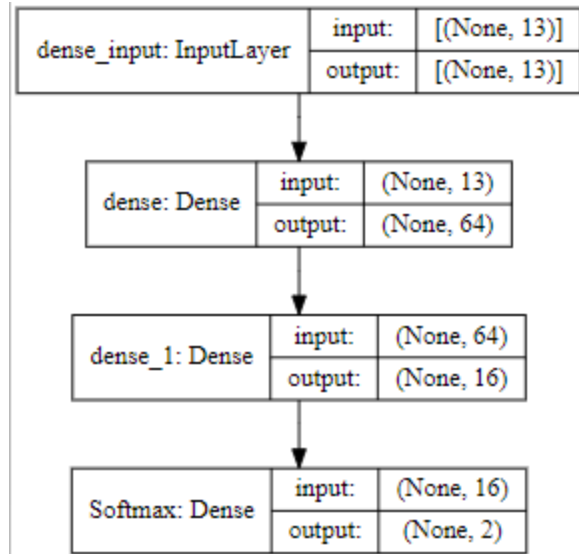 dense_input: InputLayer
input: [(None, 13)]
output: [(None, 13)]
dense: Dense
input: (None, 13)
output: (None, 64)
dense_1: Dense
input: (None, 64)
output: (None, 16)
Softmax: Dense
input: (None, 16)
output: (None, 2)